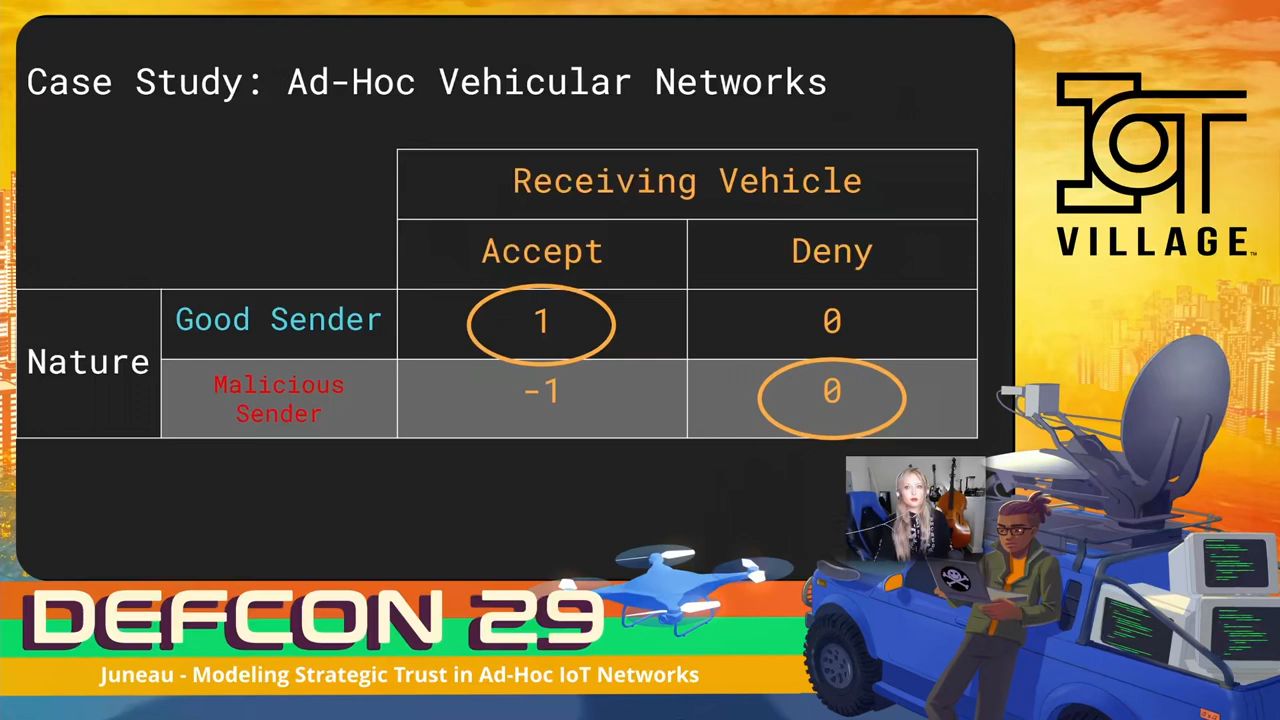 Case Study: Ad-Hoc Vehicular Networks
Receiving Vehicle
Accept
Deny
Nature
Good Sender
1
0
Malicious
Sender
-1
0
IOT
VILLAGE™
DEFCON 29
Juneau - Modeling Strategic Trust in Ad-Hoc IoT Networks